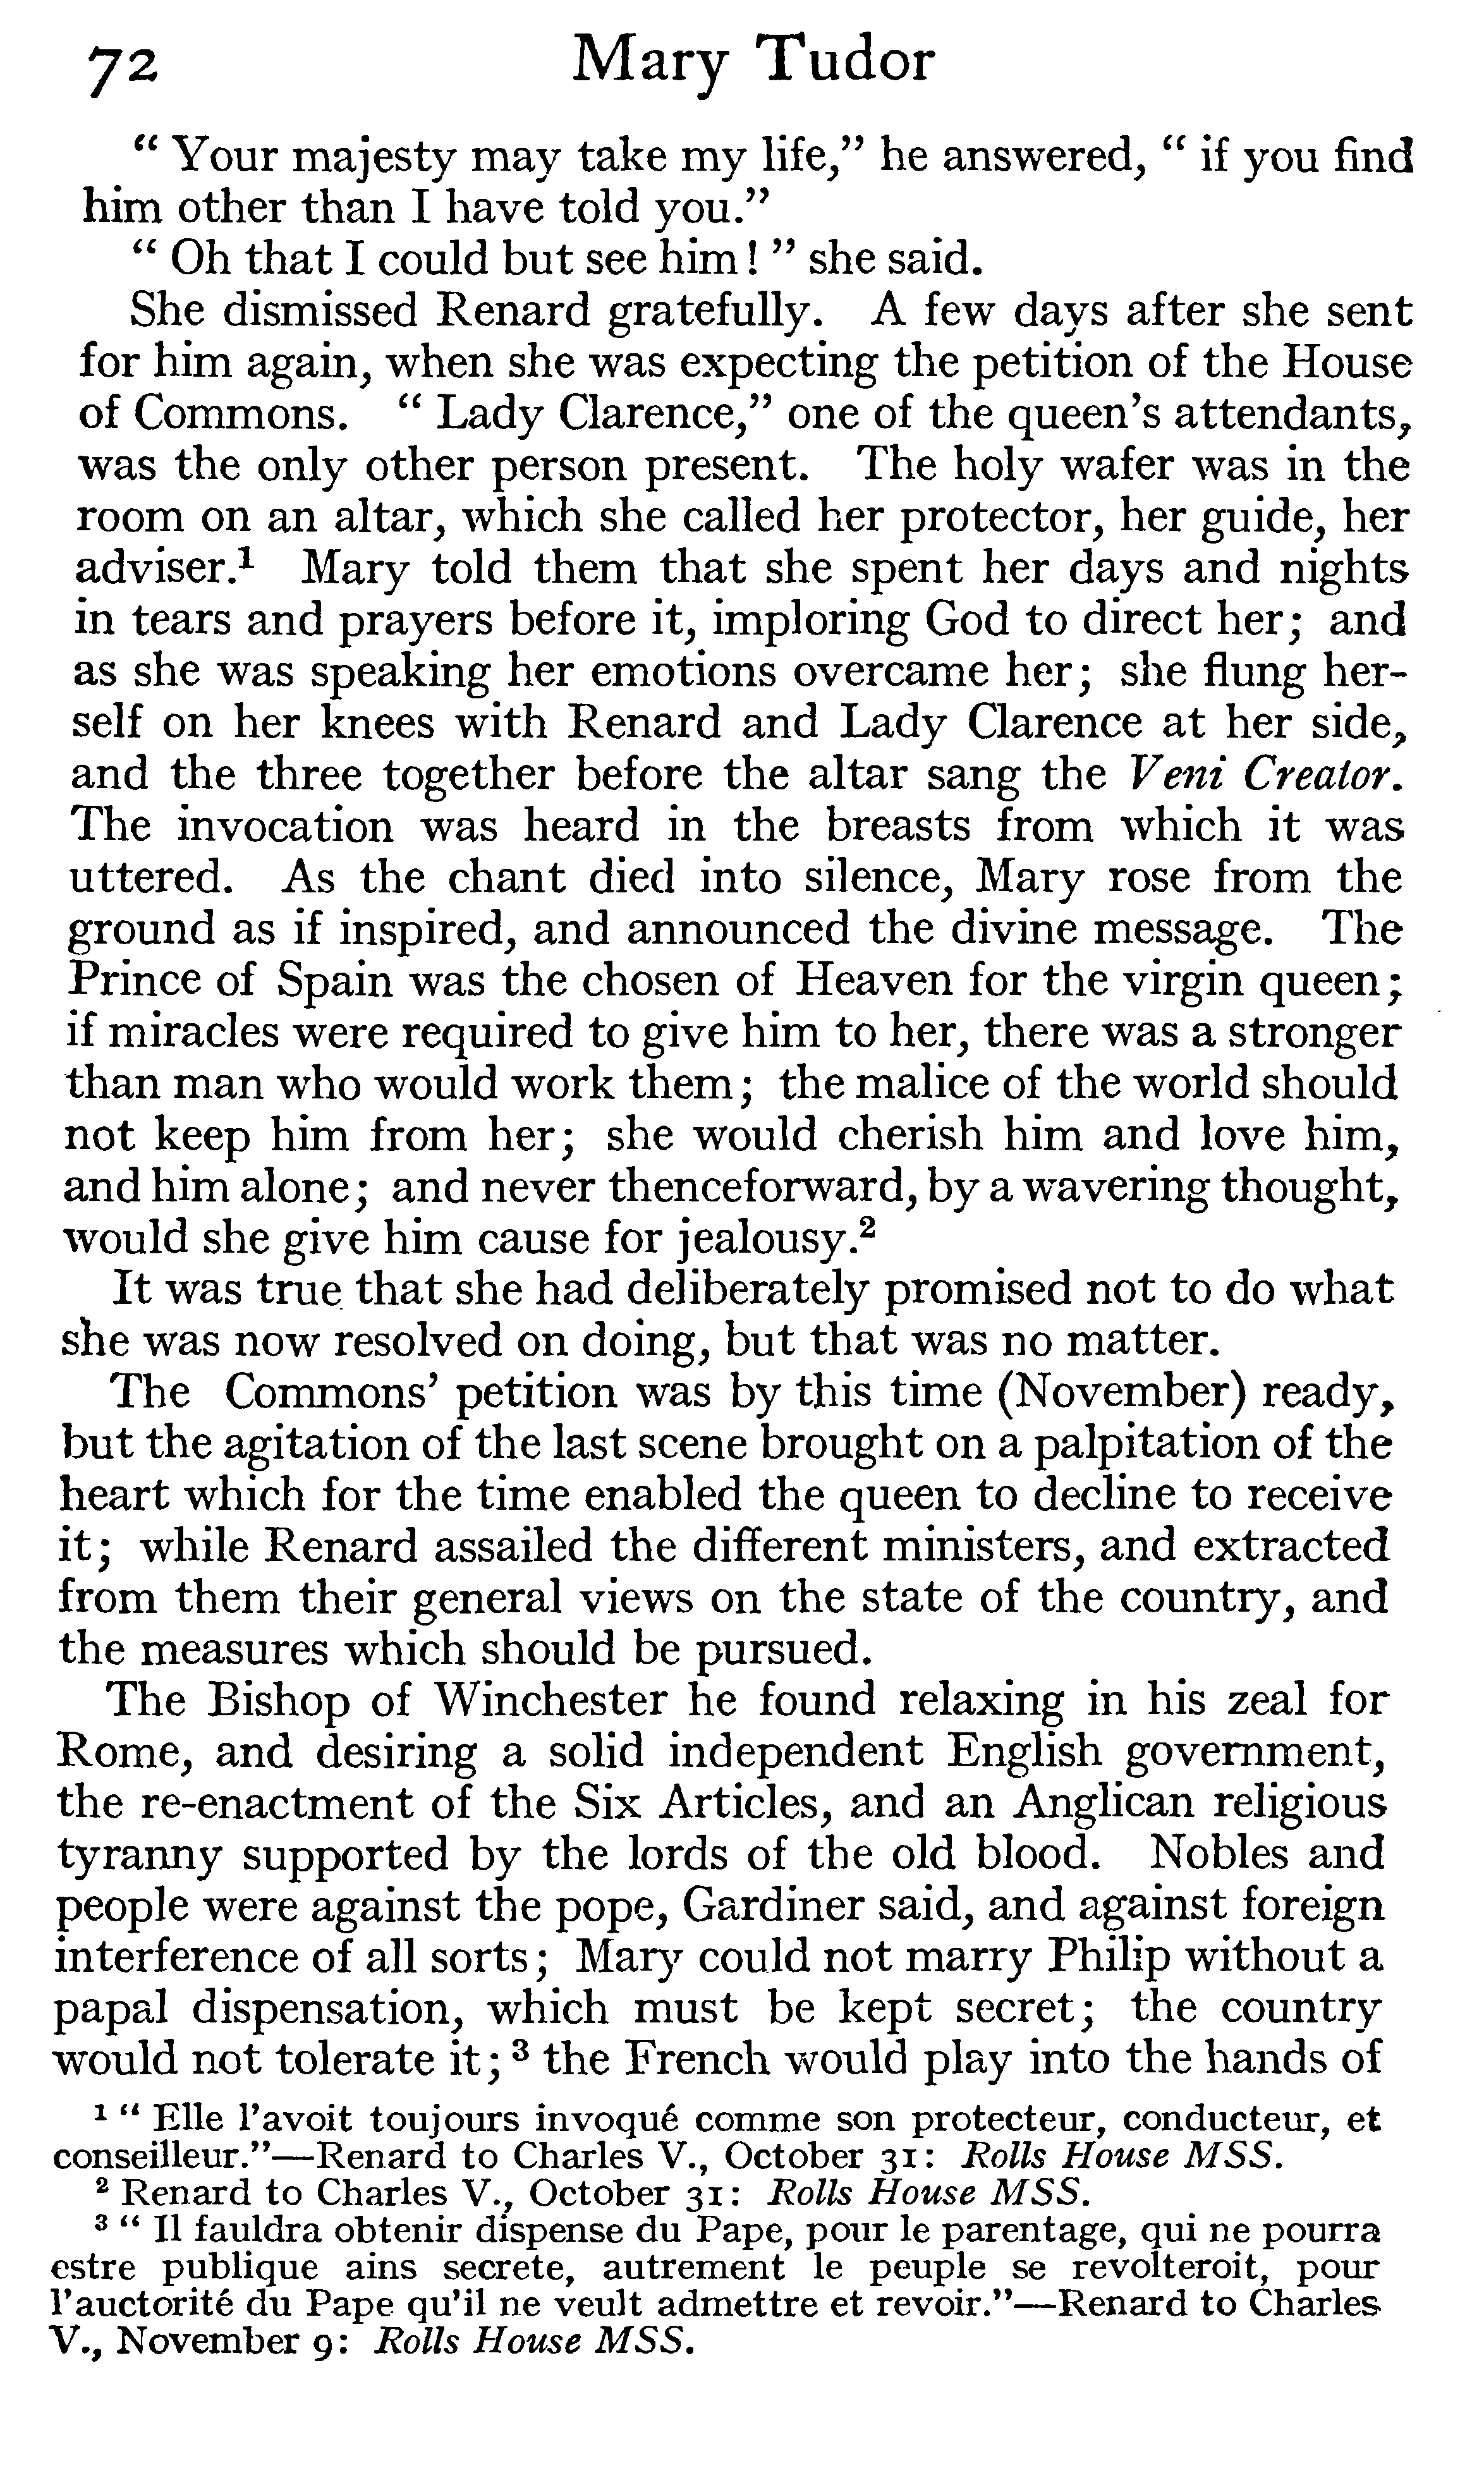 72 Mary Tudor
“ Your majesty may take my life,” he answered, “ if you find
him other than I have told you.”
“ Oh that I could but see him ! ” she said.
She dismissed Renard gratefully. A few days after she sent
for him again, when she was expecting the petition of the House
of Commons. “ Lady Clarence,” one of the queen’s attendants,
was the only other person present. The holy wafer was in the
room on an altar, which she called her protector, her guide, her
adviser.¹ Mary told them that she spent her days and nights
in tears and prayers before it, imploring God to direct her; and
as she was speaking her emotions overcame her; she flung her-
self on her knees with Renard and Lady Clarence at her side,
and the three together before the altar sang the Veni Creator.
The invocation was heard in the breasts from which it was
uttered. As the chant died into silence, Mary rose from the
ground as if inspired, and announced the divine message. The
Prince of Spain was the chosen of Heaven for the virgin queen;
if miracles were required to give him to her, there was a stronger
than man who would work them; the malice of the world should
not keep him from her; she would cherish him and love him,
and him alone; and never thenceforward, by a wavering thought,
would she give him cause for jealousy.²
It was true that she had deliberately promised not to do what
she was now resolved on doing, but that was no matter.
The Commons’ petition was by this time (November) ready,
but the agitation of the last scene brought on a palpitation of the
heart which for the time enabled the queen to decline to receive
it; while Renard assailed the different ministers, and extracted
from them their general views on the state of the country, and
the measures which should be pursued.
The Bishop of Winchester he found relaxing in his zeal for
Rome, and desiring a solid independent English government,
the re-enactment of the Six Articles, and an Anglican religious
tyranny supported by the lords of the old blood. Nobles and
people were against the pope, Gardiner said, and against foreign
interference of all sorts; Mary could not marry Philip without a
papal dispensation, which must be kept secret; the country
would not tolerate it; ³ the French would play into the hands of
¹ “ Elle l’avoit toujours invoqué comme son protecteur, conducteur, et
conseilleur.”—Renard to Charles V., October 31: Rolls House MSS.
² Renard to Charles V., October 31: Rolls House MSS.
³ “ Il fauldra obtenir dispense du Pape, pour le parentage, qui ne pourra
estre publique ains secrete, autrement le peuple se revolteroit, pour
l’auctorité du Pape qu’il ne veult admettre et revoir.”—Renard to Charles
V., November 9: Rolls House MSS.